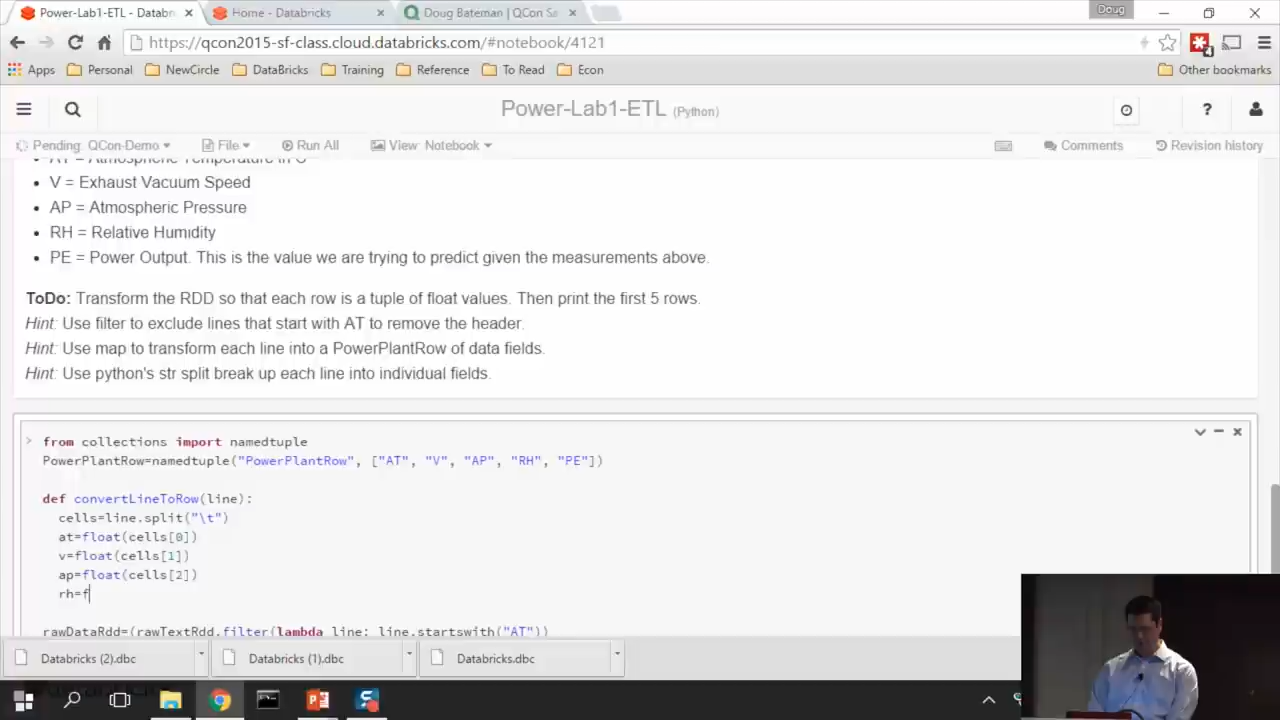 Power-Lab1-ETL - Databr
Home - Databricks
Doug Bateman | QCon Sa
Doug
https://qcon2015-sf-class.cloud.databricks.com/#notebook/4121
Apps Personal NewCircle DataBricks Training Reference To Read Econ Other bookmarks
Power-Lab1-ETL (Python)
Pending: QCon-Demo File Run All View: Notebook Comments Revision history
AT = Atmospheric Temperature in C
V = Exhaust Vacuum Speed
AP = Atmospheric Pressure
RH = Relative Humidity
PE = Power Output. This is the value we are trying to predict given the measurements above.
ToDo: Transform the RDD so that each row is a tuple of float values. Then print the first 5 rows.
Hint: Use filter to exclude lines that start with AT to remove the header.
Hint: Use map to transform each line into a PowerPlantRow of data fields.
Hint: Use python's str split break up each line into individual fields.
from collections import namedtuple
PowerPlantRow=namedtuple("PowerPlantRow", ["AT", "V", "AP", "RH", "PE"])
def convertLineToRow(line):
cells=line.split("\t")
at=float(cells[0])
v=float(cells[1])
ap=float(cells[2])
rh=f
rawDataRdd=(rawTextRdd.filter(lambda line: line.startswith("AT"))
Databricks (2).dbc Databricks (1).dbc Databricks.dbc